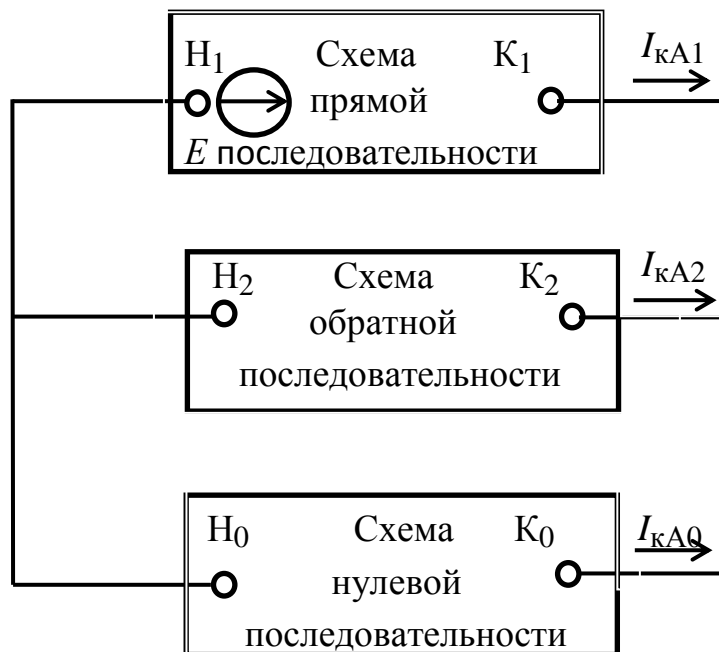 Н₁ Схема К₁ IкА1
прямой
E последовательности
Н₂ Схема К₂ IкА2
обратной
последовательности
Н₀ Схема К₀ IкА0
нулевой
последовательности